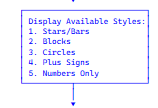 Display Available Styles:
1. Stars/Bars
2. Blocks
3. Circles
4. Plus Signs
5. Numbers Only